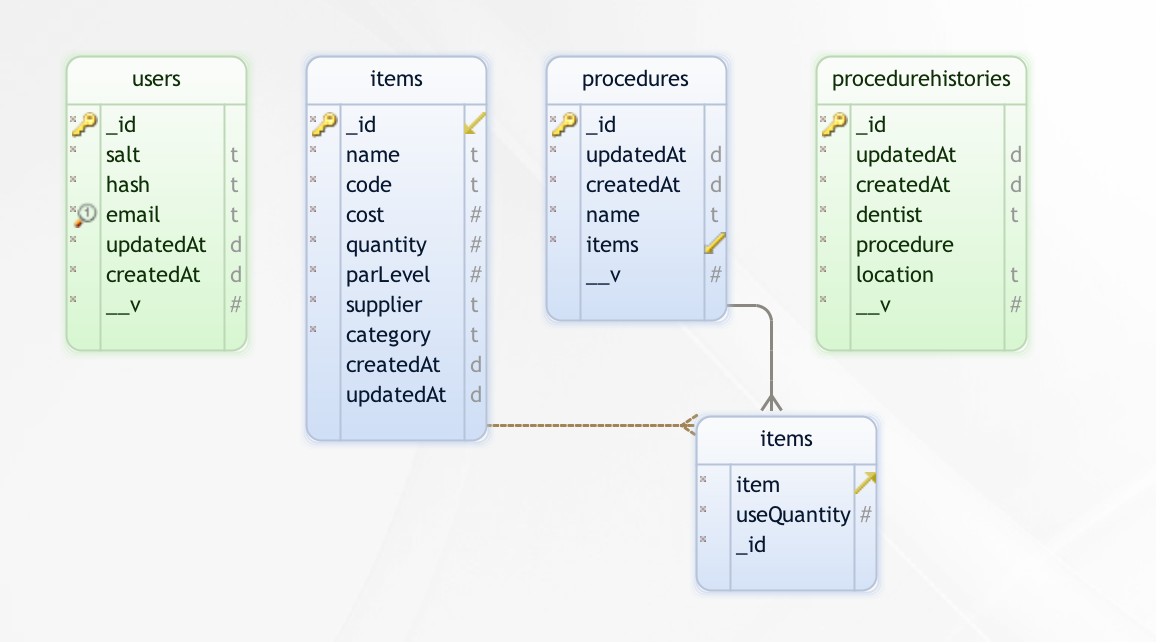 users
_id
salt t
hash t
email t
updatedAt d
createdAt d
__v #
items
_id
name t
code t
cost #
quantity #
parLevel #
supplier t
category t
createdAt d
updatedAt d
procedures
_id
updatedAt d
createdAt d
name t
items
__v #
procedurehistories
_id
updatedAt d
createdAt d
dentist t
procedure
location t
__v #
items
item
useQuantity #
_id